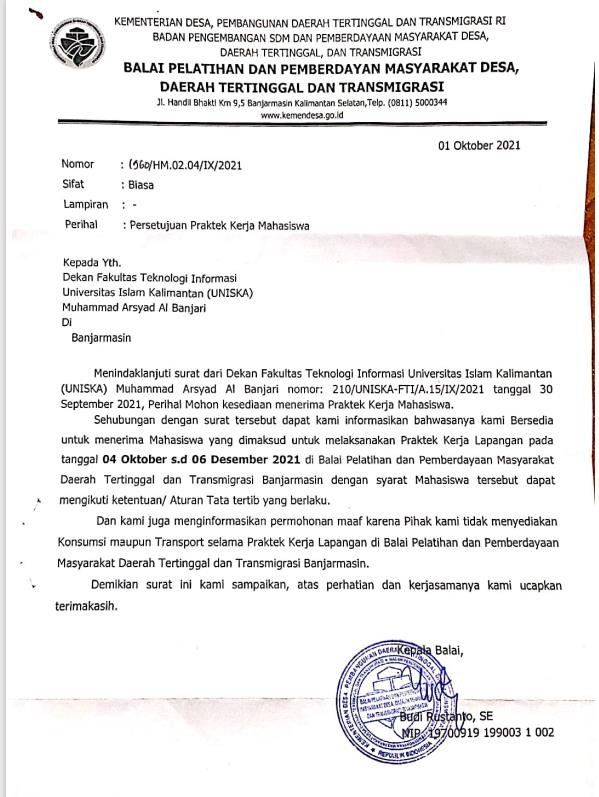 KEMENTERIAN DESA, PEMBANGUNAN DAERAH TERTINGGAL DAN TRANSMIGRASI RI
BADAN PENGEMBANGAN SDM DAN PEMBERDAYAAN MASYARAKAT DESA,
DAERAH TERTINGGAL, DAN TRANSMIGRASI
BALAI PELATIHAN DAN PEMBERDAYAN MASYARAKAT DESA,
DAERAH TERTINGGAL DAN TRANSMIGRASI
Jl. Handil Bhakti Km 9,5 Banjarmasin Kalimantan Selatan,Telp. (0811) 5000344
www.kemendesa.go.id
01 Oktober 2021
Nomor : /HM.02.04/IX/2021
Sifat : Biasa
Lampiran : -
Perihal : Persetujuan Praktek Kerja Mahasiswa
Kepada Yth.
Dekan Fakultas Teknologi Informasi
Universitas Islam Kalimantan (UNISKA)
Muhammad Arsyad Al Banjari
Di
Banjarmasin
Menindaklanjuti surat dari Dekan Fakultas Teknologi Informasi Universitas Islam Kalimantan
(UNISKA) Muhammad Arsyad Al Banjari nomor: 210/UNISKA-FTI/A.15/IX/2021 tanggal 30
September 2021, Perihal Mohon kesediaan menerima Praktek Kerja Mahasiswa.
Sehubungan dengan surat tersebut dapat kami informasikan bahwasanya kami Bersedia
untuk menerima Mahasiswa yang dimaksud untuk melaksanakan Praktek Kerja Lapangan pada
tanggal 04 Oktober s.d 06 Desember 2021 di Balai Pelatihan dan Pemberdayaan Masyarakat
Daerah Tertinggal dan Transmigrasi Banjarmasin dengan syarat Mahasiswa tersebut dapat
mengikuti ketentuan/ Aturan Tata tertib yang berlaku.
Dan kami juga menginformasikan permohonan maaf karena Pihak kami tidak menyediakan
Konsumsi maupun Transport selama Praktek Kerja Lapangan di Balai Pelatihan dan Pemberdayaan
Masyarakat Daerah Tertinggal dan Transmigrasi Banjarmasin.
Demikian surat ini kami sampaikan, atas perhatian dan kerjasamanya kami ucapkan
terimakasih.
Kepala Balai,
Budi Rustanto, SE
NIP. 19700919 199003 1 002